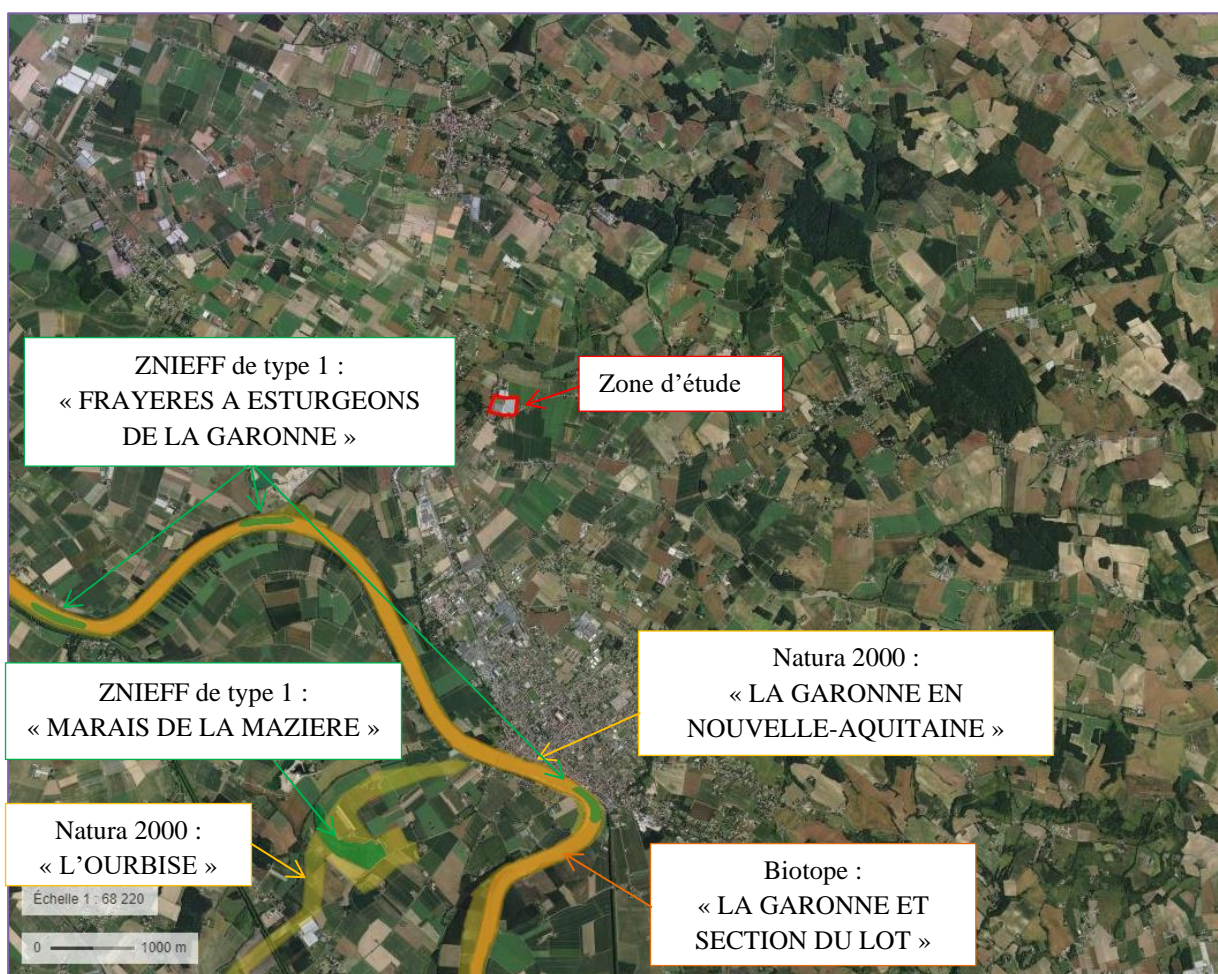 ZNIEFF de type 1 :
« FRAYERES A ESTURGEONS
DE LA GARONNE »
Zone d'étude
ZNIEFF de type 1 :
« MARAIS DE LA MAZIERE »
Natura 2000 :
« LA GARONNE EN
NOUVELLE-AQUITAINE »
Natura 2000 :
« L'OURBISE »
Biotope :
« LA GARONNE ET
SECTION DU LOT »
Échelle 1 : 68 220
0 1000 m